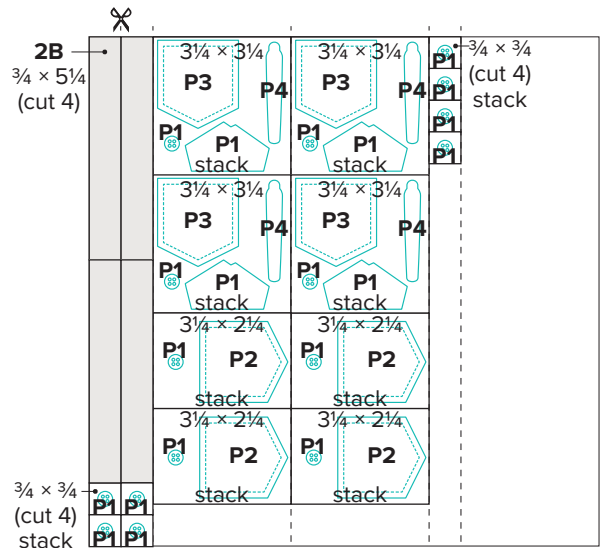 2B
¾ × 5¼
(cut 4)
3¼ × 3¼
P3
P4
P1
P1
stack
3¼ × 3¼
P3
P4
P1
P1
stack
P1
P1
P1
P1
¾ × ¾
(cut 4)
stack
3¼ × 3¼
P3
P4
P1
P1
stack
3¼ × 3¼
P3
P4
P1
P1
stack
3¼ × 2¼
P1
P2
stack
3¼ × 2¼
P1
P2
stack
3¼ × 2¼
P1
P2
stack
3¼ × 2¼
P1
P2
stack
¾ × ¾
(cut 4)
stack
P1
P1
P1
P1